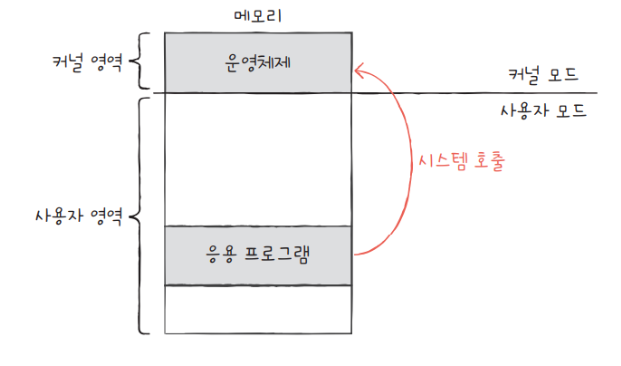 메모리
커널 영역
운영체제
커널 모드
사용자 모드
시스템 호출
사용자 영역
응용 프로그램